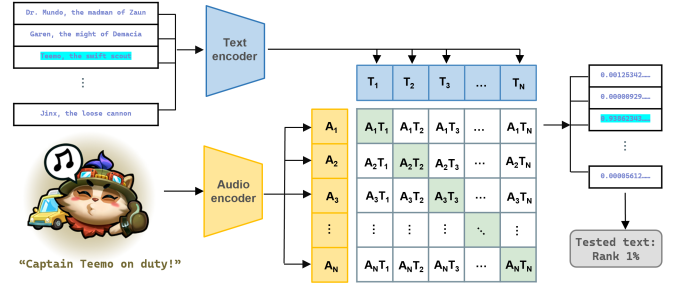 Dr. Mundo, the madman of Zaun
Garen, the might of Demacia
Teemo, the swift scout
⋮
Jinx, the loose cannon
Text
encoder
T1 T2 T3 … TN
Audio
encoder
A1
A2
A3
⋮
AN
A1T1 A1T2 A1T3 … A1TN
A2T1 A2T2 A2T3 … A2TN
A3T1 A3T2 A3T3 … A3TN
⋮ ⋮ ⋮ ⋱ ⋮
ANT1 ANT2 ANT3 … ANTN
0.00125342……
0.00000929……
0.93862343……
⋮
0.00005612……
Tested text:
Rank 1%
“Captain Teemo on duty!”